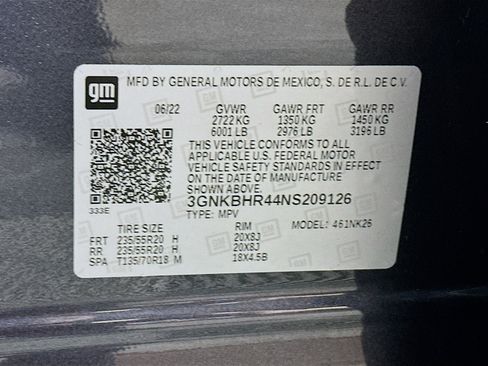 gm MFD BY GENERAL MOTORS DE MEXICO, S. DE R.L. DE C.V.
06/22 GVWR GAWR FRT GAWR RR
2722 KG 1350 KG 1450 KG
6001 LB 2976 LB 3196 LB
THIS VEHICLE CONFORMS TO ALL
APPLICABLE U.S. FEDERAL MOTOR
VEHICLE SAFETY STANDARDS IN EFFECT
ON THE DATE OF MANUFACTURE
SHOWN ABOVE.
333E 3GNKBHR44NS209126
TYPE: MPV
TIRE SIZE RIM MODEL: 461NK26
FRT 235/55R20 H 20X8J
RR 235/55R20 H 20X8J
SPA T135/70R18 M 18X4.5B